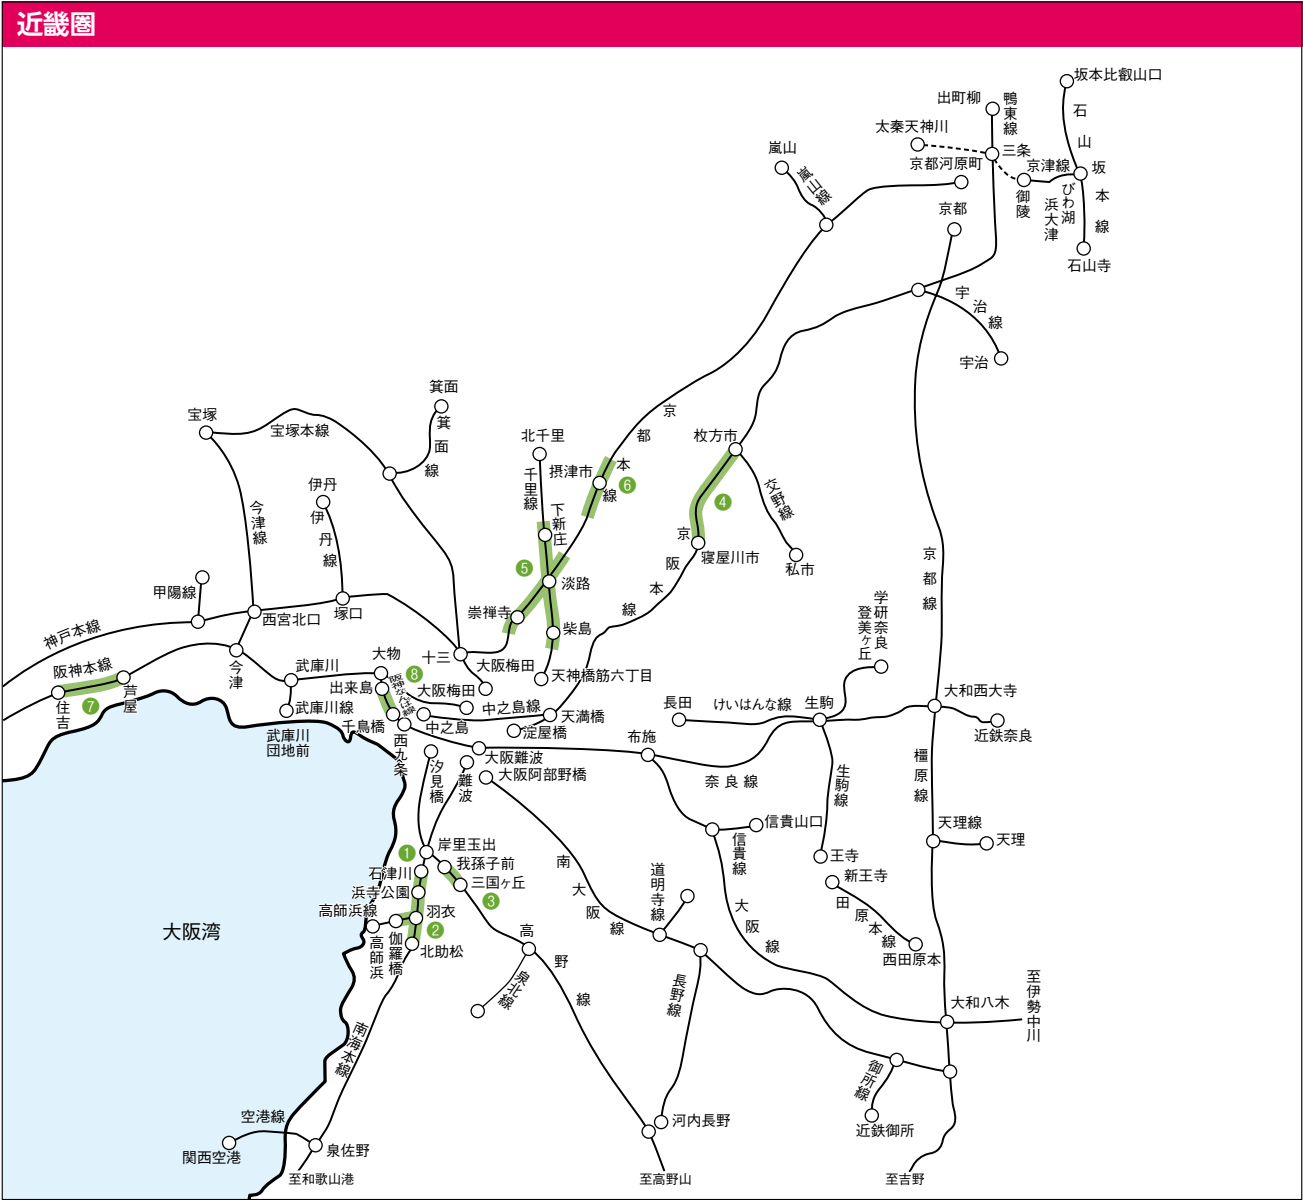 近畿圏
坂本比叡山口
出町柳
鴨東線
石山
太秦天神川
三条
京都河原町
京津線
坂本線
嵐山
嵐山線
御陵
びわ湖
浜大津
京都
石山寺
宇治線
宇治
箕面
箕面線
宝塚
宝塚本線
京都本線
北千里
千里線
摂津市
6
枚方市
4
交野線
伊丹
伊丹線
今津線
下新庄
京阪本線
寝屋川市
私市
京都線
5
淡路
甲陽線
西宮北口
塚口
崇禅寺
柴島
神戸本線
学研奈良
登美ヶ丘
阪神本線
今津
武庫川
大物
8
十三
大阪梅田
天神橋筋六丁目
住吉
7
芦屋
出来島
阪神なんば線
大阪梅田
武庫川線
千鳥橋
中之島線
中之島
天満橋
淀屋橋
長田
けいはんな線
生駒
大和西大寺
近鉄奈良
武庫川
団地前
西九条
布施
大阪難波
汐見橋
難波
大阪阿部野橋
奈良線
生駒線
橿原線
信貴山口
信貴線
天理線
天理
1
岸里玉出
石津川
我孫子前
三国ヶ丘
浜寺公園
3
王寺
新王寺
田原本線
西田原本
南大阪線
道明寺線
大阪線
高師浜線
羽衣
2
高師浜
伽羅橋
北助松
大阪湾
高野線
泉北線
長野線
大和八木
至伊勢中川
南海本線
御所線
近鉄御所
河内長野
空港線
関西空港
泉佐野
至和歌山港
至高野山
至吉野